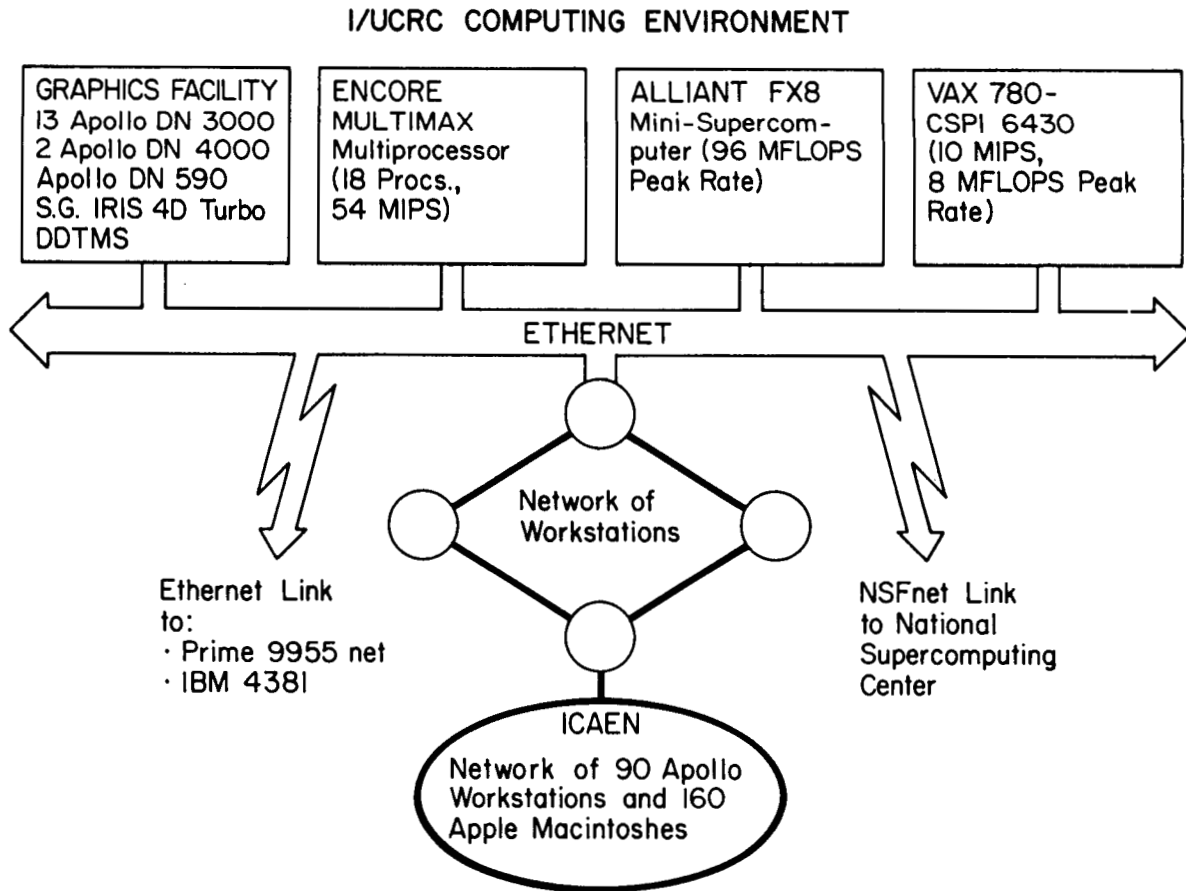 I/UCRC COMPUTING ENVIRONMENT
GRAPHICS FACILITY
13 Apollo DN 3000
2 Apollo DN 4000
Apollo DN 590
S.G. IRIS 4D Turbo
DDTMS
ENCORE
MULTIMAX
Multiprocessor
(18 Procs.,
54 MIPS)
ALLIANT FX8
Mini-Supercom-
puter (96 MFLOPS
Peak Rate)
VAX 780-
CSPI 6430
(10 MIPS,
8 MFLOPS Peak
Rate)
ETHERNET
Network of
Workstations
Ethernet Link
to:
· Prime 9955 net
· IBM 4381
NSFnet Link
to National
Supercomputing
Center
ICAEN
Network of 90 Apollo
Workstations and 160
Apple Macintoshes